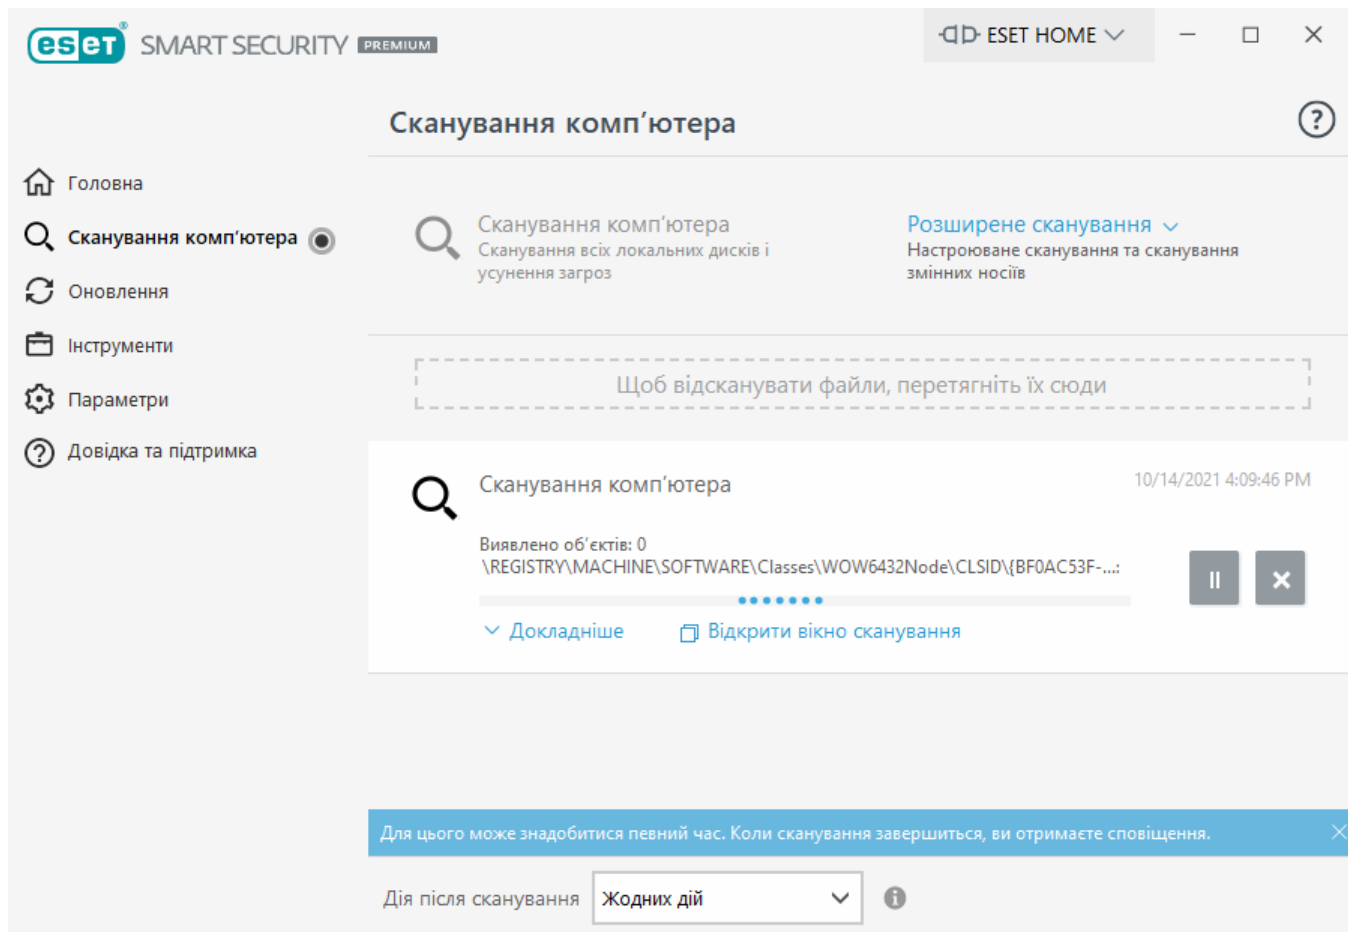 eset® SMART SECURITY PREMIUM
ESET HOME
Сканування комп'ютера
Головна
Сканування комп'ютера
Оновлення
Інструменти
Параметри
Довідка та підтримка
Сканування комп'ютера
Сканування всіх локальних дисків і
усунення загроз
Розширене сканування
Настроюване сканування та сканування
змінних носіїв
Щоб відсканувати файли, перетягніть їх сюди
Сканування комп'ютера
10/14/2021 4:09:46 PM
Виявлено об'єктів: 0
\REGISTRY\MACHINE\SOFTWARE\Classes\WOW6432Node\CLSID\{BF0AC53F-...:
Докладніше
Відкрити вікно сканування
Для цього може знадобитися певний час. Коли сканування завершиться, ви отримаєте сповіщення.
Дія після сканування
Жодних дій